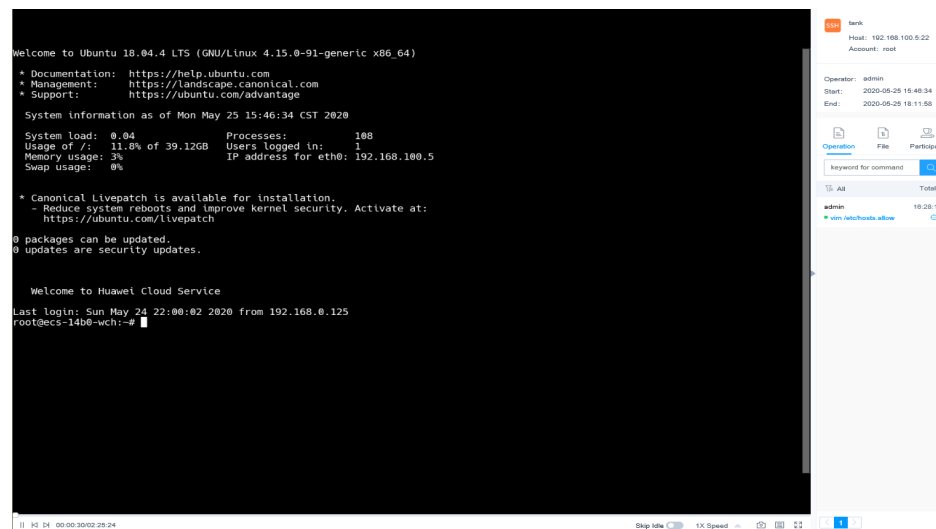 Welcome to Ubuntu 18.04.4 LTS (GNU/Linux 4.15.0-91-generic x86_64)
* Documentation: https://help.ubuntu.com
* Management: https://landscape.canonical.com
* Support: https://ubuntu.com/advantage
System information as of Mon May 25 15:46:34 CST 2020
System load: 0.04 Processes: 108
Usage of /: 11.8% of 39.12GB Users logged in: 1
Memory usage: 3% IP address for eth0: 192.168.100.5
Swap usage: 0%
* Canonical Livepatch is available for installation.
- Reduce system reboots and improve kernel security. Activate at:
https://ubuntu.com/livepatch
0 packages can be updated.
0 updates are security updates.
Welcome to Huawei Cloud Service
Last login: Sun May 24 22:00:02 2020 from 192.168.0.125
root@ecs-14b0-wch:~#
00:00:30/02:25:24
Skip Idle 1X Speed
SSH tank
Host: 192.168.100.5:22
Account: root
Operator: admin
Start: 2020-05-25 15:46:34
End: 2020-05-25 18:11:58
Operation File Particip
keyword for command
All Total
admin 16:28:1
vim /etc/hosts.allow
1